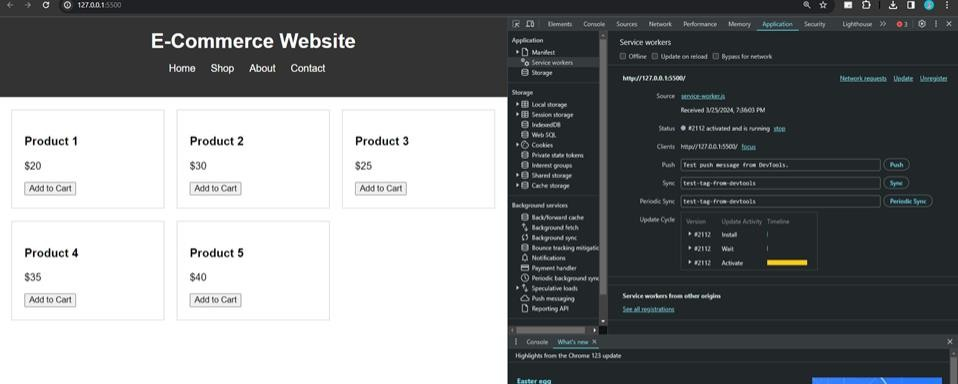 127.0.0.1:5500
E-Commerce Website
Home Shop About Contact
Product 1
$20
Add to Cart
Product 2
$30
Add to Cart
Product 3
$25
Add to Cart
Product 4
$35
Add to Cart
Product 5
$40
Add to Cart
Elements Console Sources Network Performance Memory Application Security Lighthouse » 3
Application
Manifest
Service workers
Storage
Storage
Local storage
Session storage
IndexedDB
Web SQL
Cookies
Private state tokens
Interest groups
Shared storage
Cache storage
Background services
Back/forward cache
Background fetch
Background sync
Bounce tracking mitigatic
Notifications
Payment handler
Periodic background sync
Speculative loads
Push messaging
Reporting API
Service workers
Offline Update on reload Bypass for network
http://127.0.0.1:5500/ Network requests Update Unregister
Source service-worker.js
Received 3/25/2024, 7:36:03 PM
Status #2112 activated and is running stop
Clients http://127.0.0.1:5500/ focus
Push Test push message from DevTools. Push
Sync test-tag-from-devtools Sync
Periodic Sync test-tag-from-devtools Periodic Sync
Update Cycle Version Update Activity Timeline
#2112 Install
#2112 Wait
#2112 Activate
Service workers from other origins
See all registrations
Console What's new ×
Highlights from the Chrome 123 update
Easter egg